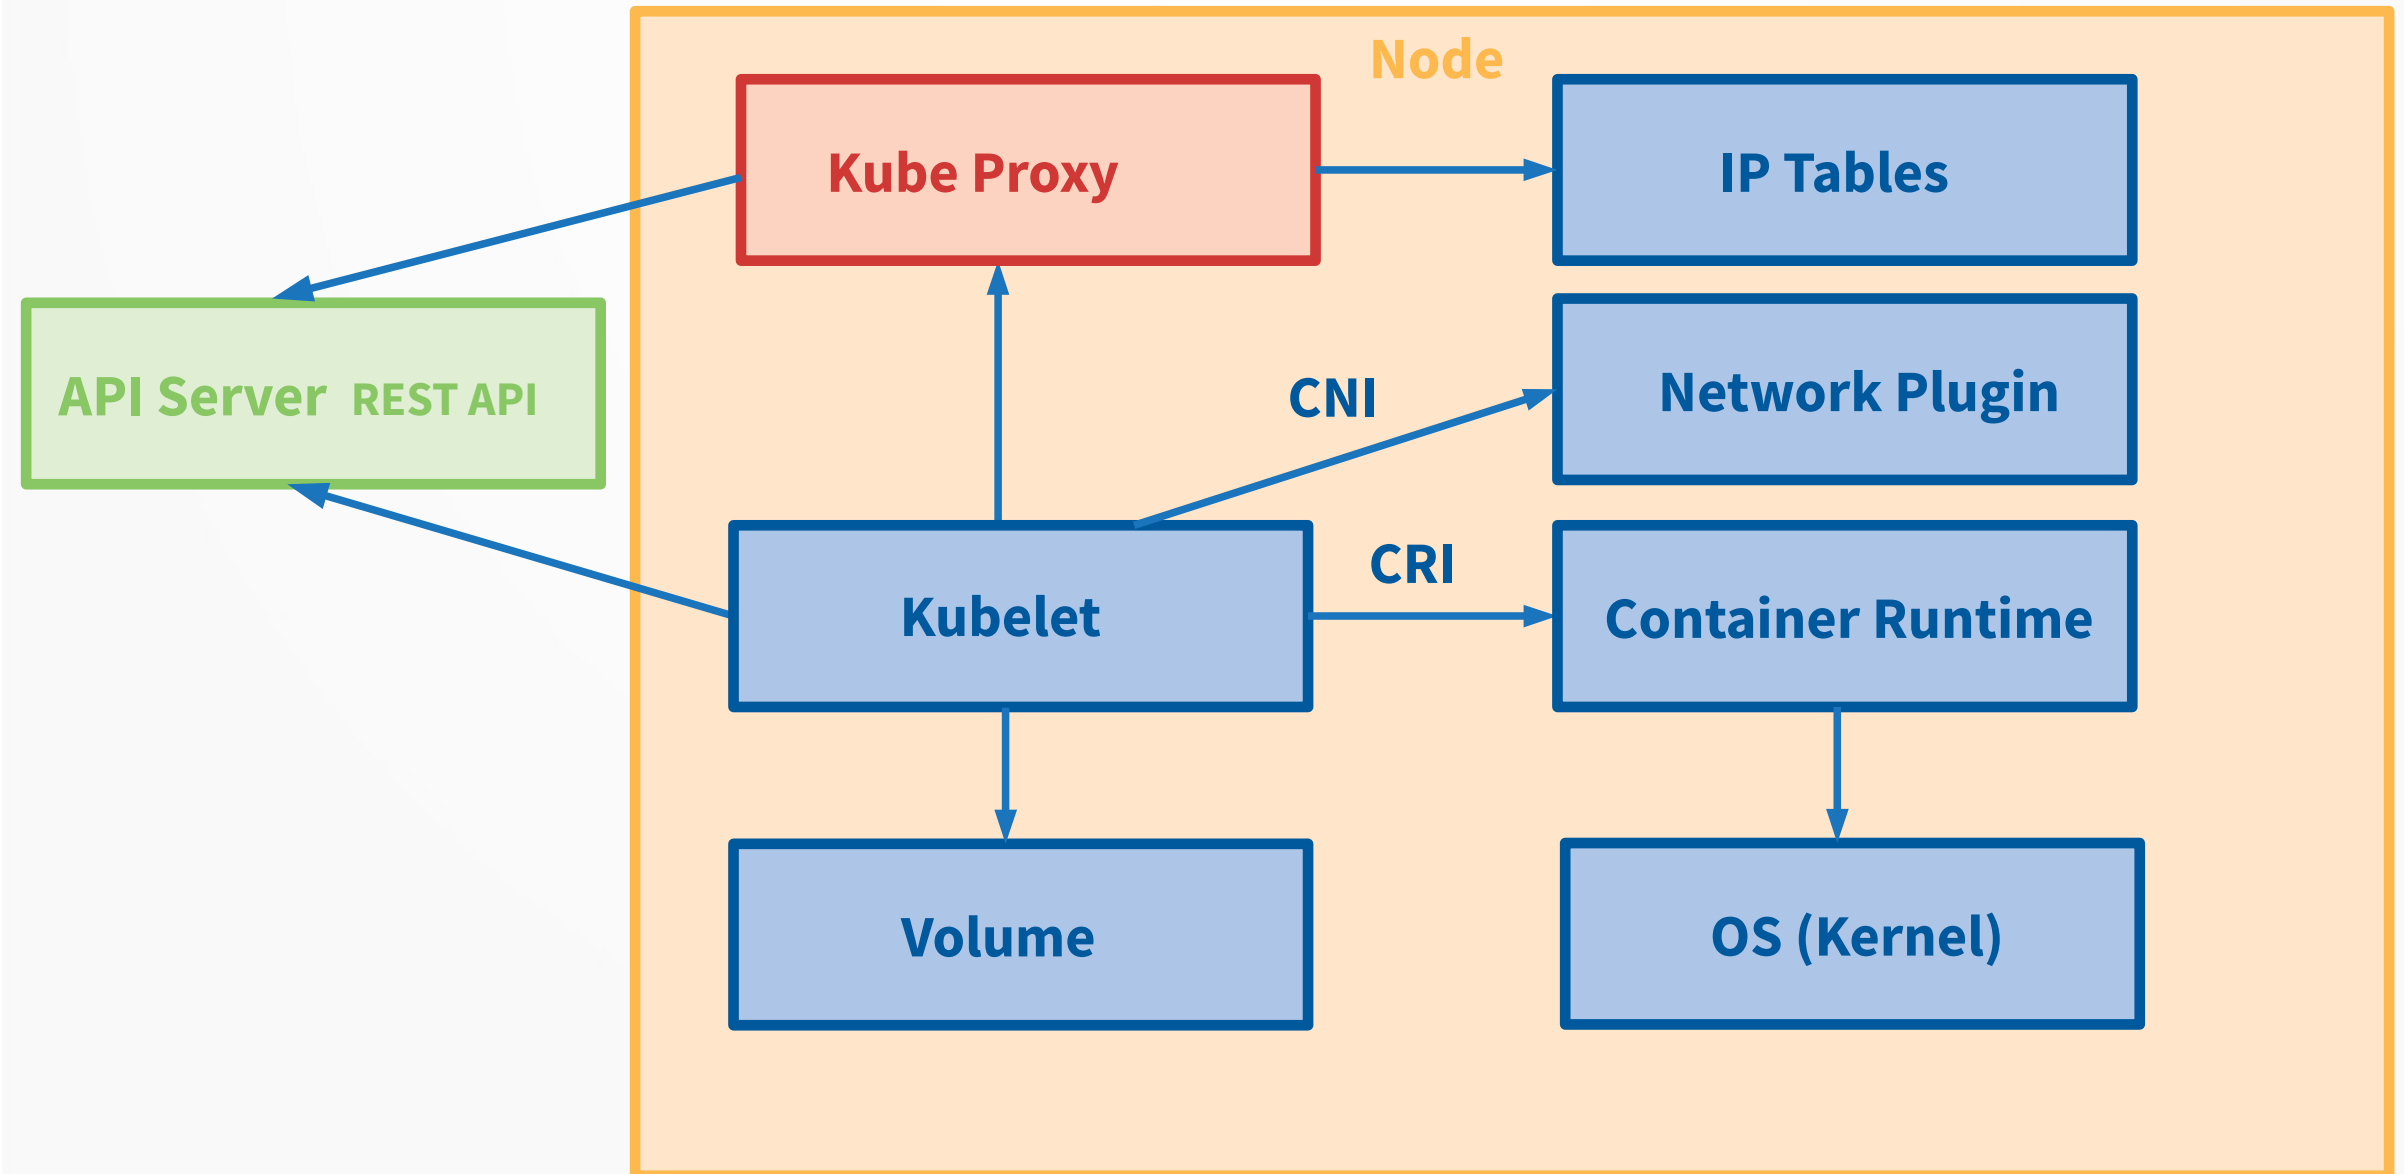 Node
Kube Proxy
IP Tables
API Server REST API
CNI
Network Plugin
CRI
Kubelet
Container Runtime
Volume
OS (Kernel)